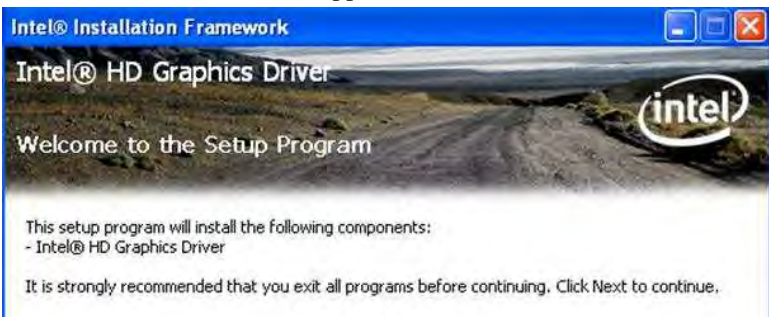 Intel® Installation Framework
Intel® HD Graphics Driver
intel
Welcome to the Setup Program
This setup program will install the following components:
- Intel® HD Graphics Driver
It is strongly recommended that you exit all programs before continuing. Click Next to continue.